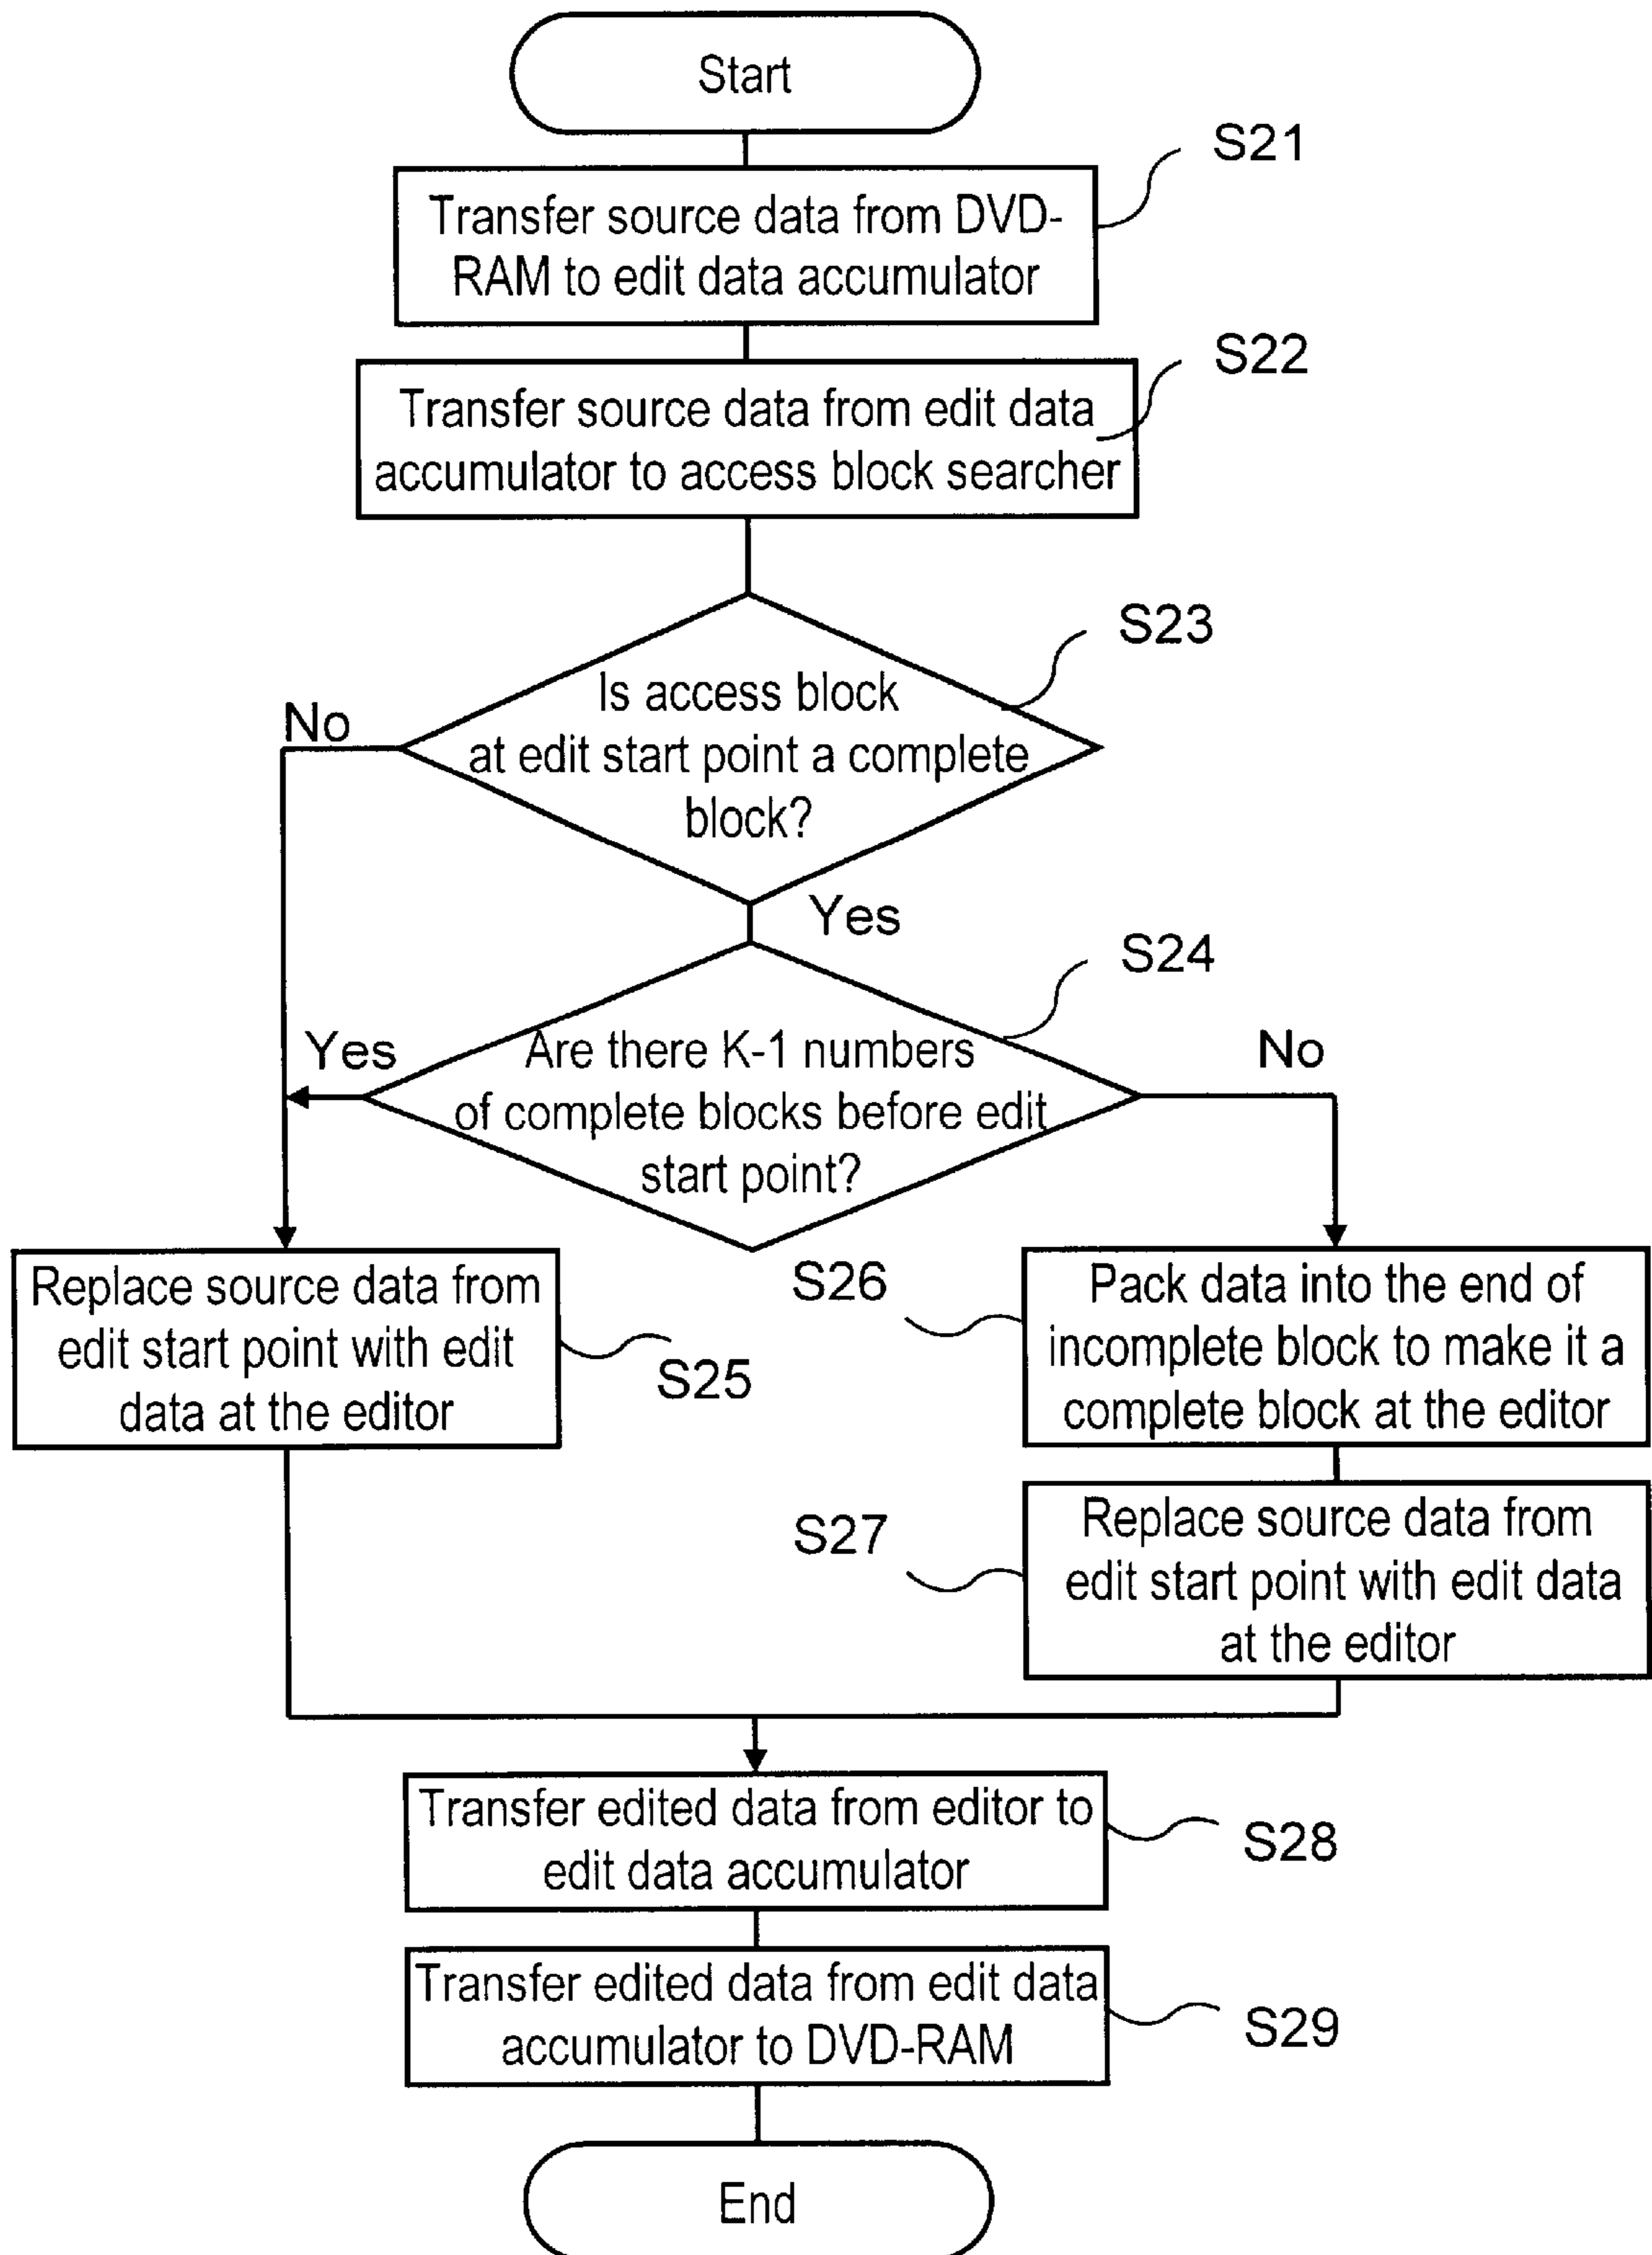 Start
S21
Transfer source data from DVD-
RAM to edit data accumulator
S22
Transfer source data from edit data
accumulator to access block searcher
S23
Is access block
at edit start point a complete
block?
No
Yes
S24
Are there K-1 numbers
of complete blocks before edit
start point?
Yes
No
Replace source data from
edit start point with edit
data at the editor
S25
S26
Pack data into the end of
incomplete block to make it a
complete block at the editor
S27
Replace source data from
edit start point with edit data
at the editor
Transfer edited data from editor to
edit data accumulator
S28
Transfer edited data from edit data
accumulator to DVD-RAM
S29
End